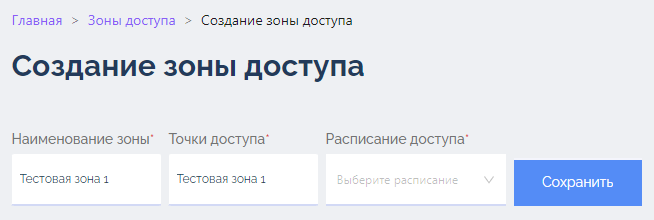 Главная > Зоны доступа > Создание зоны доступа
Создание зоны доступа
Наименование зоны* Точки доступа* Расписание доступа*
Тестовая зона 1 Тестовая зона 1 Выберите расписание Сохранить